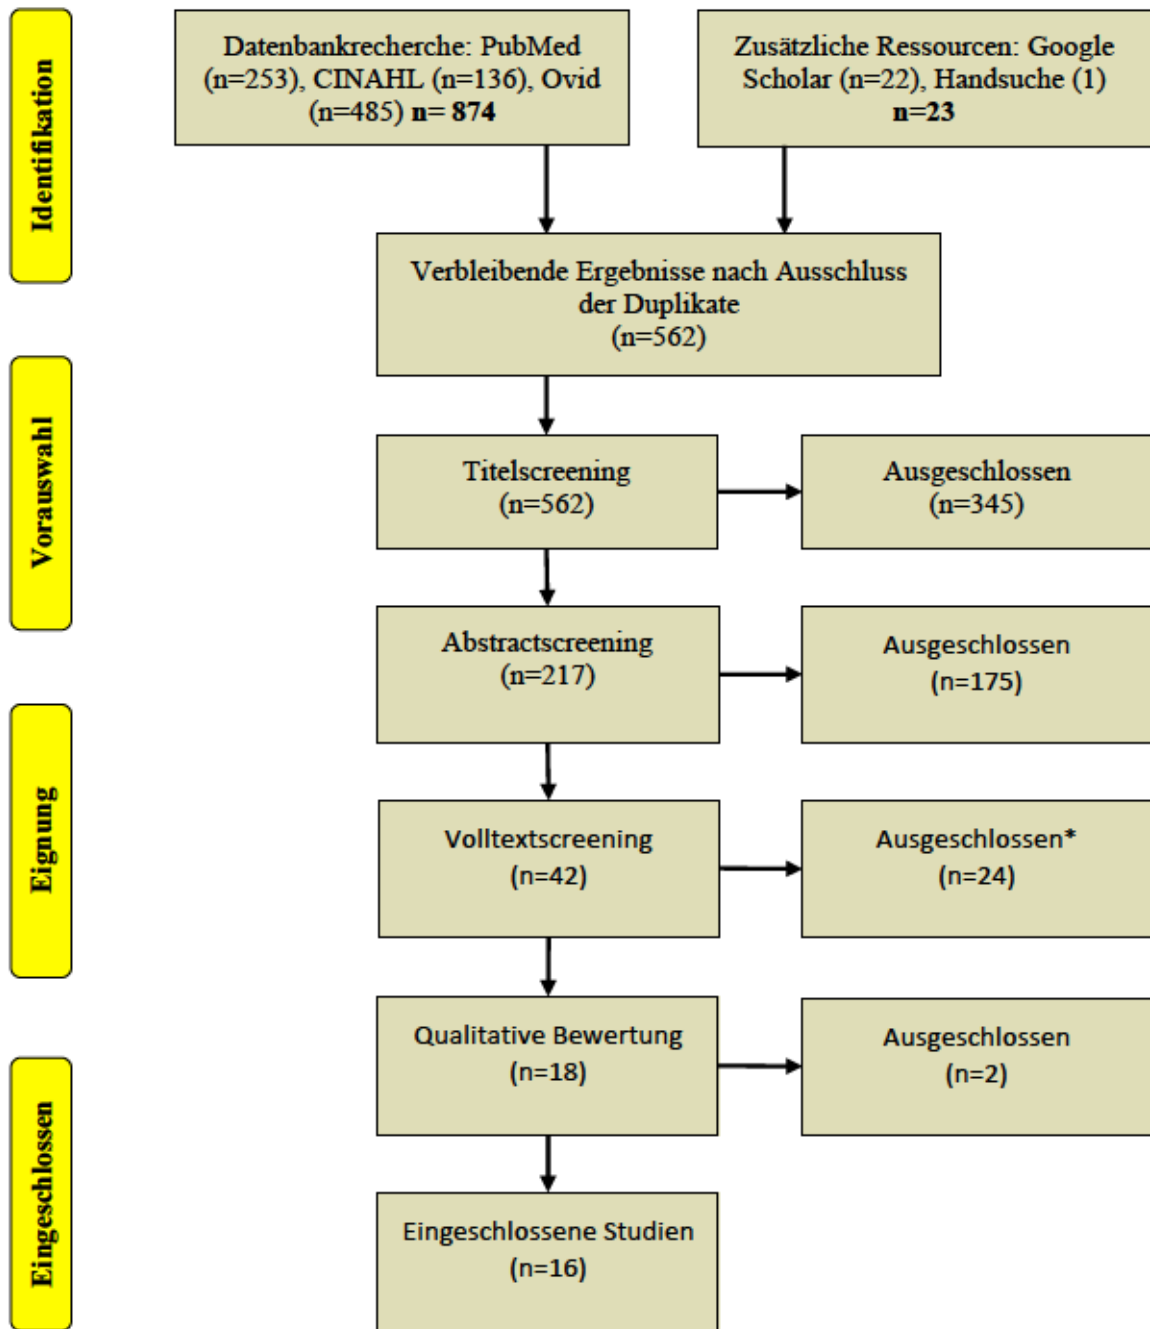 Identifikation
Datenbankrecherche: PubMed
(n=253), CINAHL (n=136), Ovid
(n=485) n= 874
Zusätzliche Ressourcen: Google
Scholar (n=22), Handsuche (1)
n=23
Verbleibende Ergebnisse nach Ausschluss
der Duplikate
(n=562)
Vorauswahl
Titelscreening
(n=562)
Ausgeschlossen
(n=345)
Abstractscreening
(n=217)
Ausgeschlossen
(n=175)
Eignung
Volltextscreening
(n=42)
Ausgeschlossen*
(n=24)
Eingeschlossen
Qualitative Bewertung
(n=18)
Ausgeschlossen
(n=2)
Eingeschlossene Studien
(n=16)